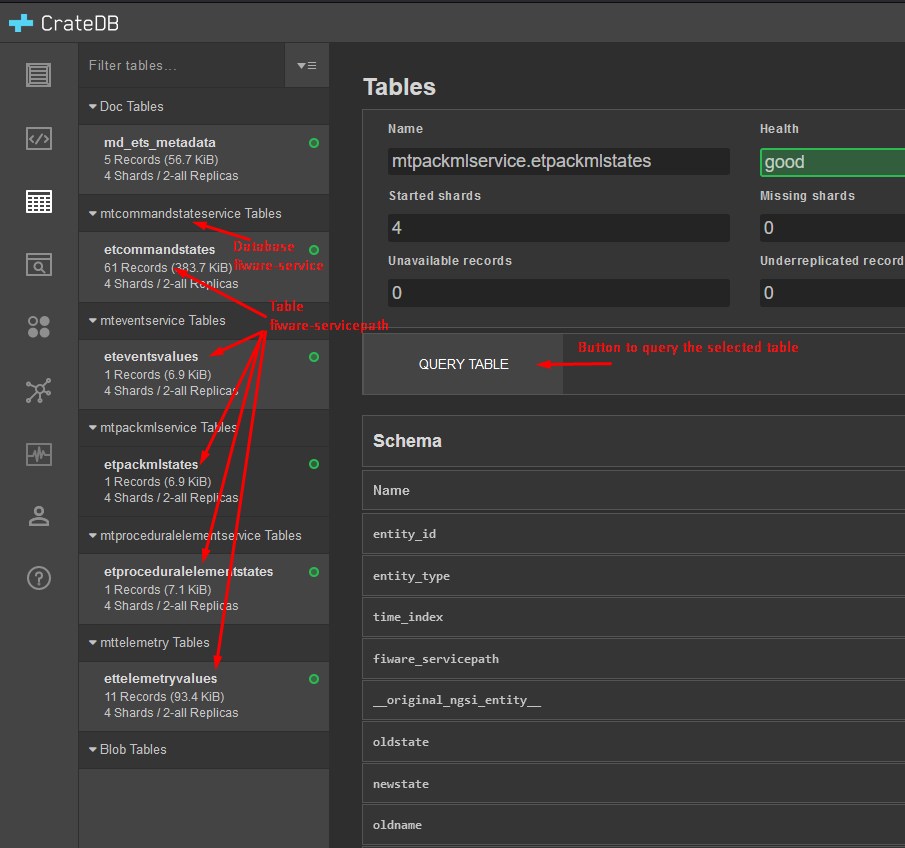 CrateDB
Filter tables...
Doc Tables
md_ets_metadata
5 Records (56.7 KiB)
4 Shards / 2-all Replicas
mtcommandstateservice Tables
etcommandstates
61 Records (383.7 KiB)
4 Shards / 2-all Replicas
Database
fiware-service
Table
fiware-servicepath
mteventservice Tables
eteventsvalues
1 Records (6.9 KiB)
4 Shards / 2-all Replicas
mtpackmlservice Tables
etpackmlstates
1 Records (6.9 KiB)
4 Shards / 2-all Replicas
mtproceduralelementservice Tables
etproceduralelementstates
1 Records (7.1 KiB)
4 Shards / 2-all Replicas
mttelemetry Tables
ettelemetryvalues
11 Records (93.4 KiB)
4 Shards / 2-all Replicas
Blob Tables
Tables
Name
Health
mtpackmlservice.etpackmlstates
good
Started shards
Missing shards
4
0
Unavailable records
Underreplicated record
0
0
QUERY TABLE
Button to query the selected table
Schema
Name
entity_id
entity_type
time_index
fiware_servicepath
__original_ngsi_entity__
oldstate
newstate
oldname